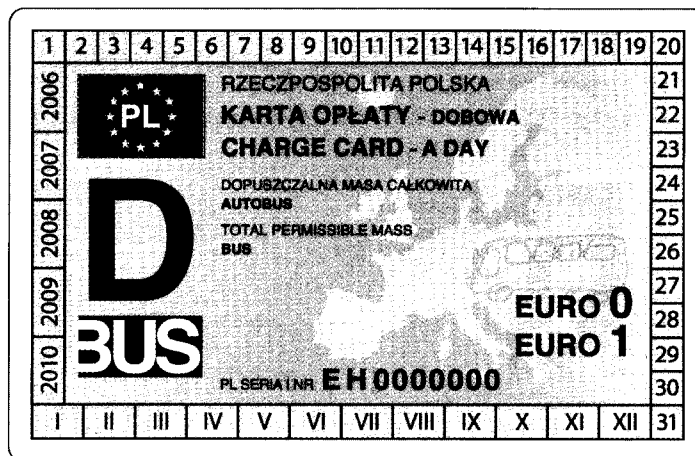 1 2 3 4 5 6 7 8 9 10 11 12 13 14 15 16 17 18 19 20
2006
2007
2008
2009
2010
PL
RZECZPOSPOLITA POLSKA
KARTA OPŁATY - DOBOWA
CHARGE CARD - A DAY
D
DOPUSZCZALNA MASA CAŁKOWITA
AUTOBUS
TOTAL PERMISSIBLE MASS
BUS
EURO 0
EURO 1
BUS
PL SERIA I NR EH0000000
21
22
23
24
25
26
27
28
29
30
31
I II III IV V VI VII VIII IX X XI XII